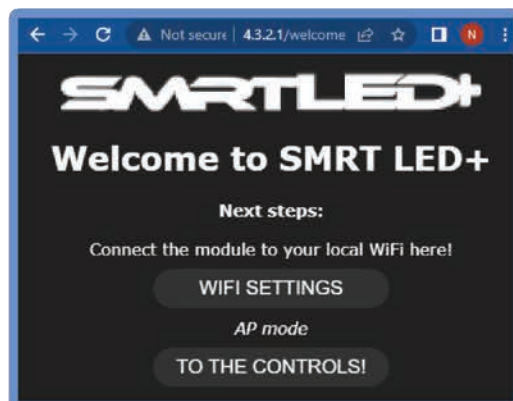 Not secure | 4.3.2.1/welcome
N
SMRTLED+
Welcome to SMRT LED+
Next steps:
Connect the module to your local WiFi here!
WIFI SETTINGS
AP mode
TO THE CONTROLS!